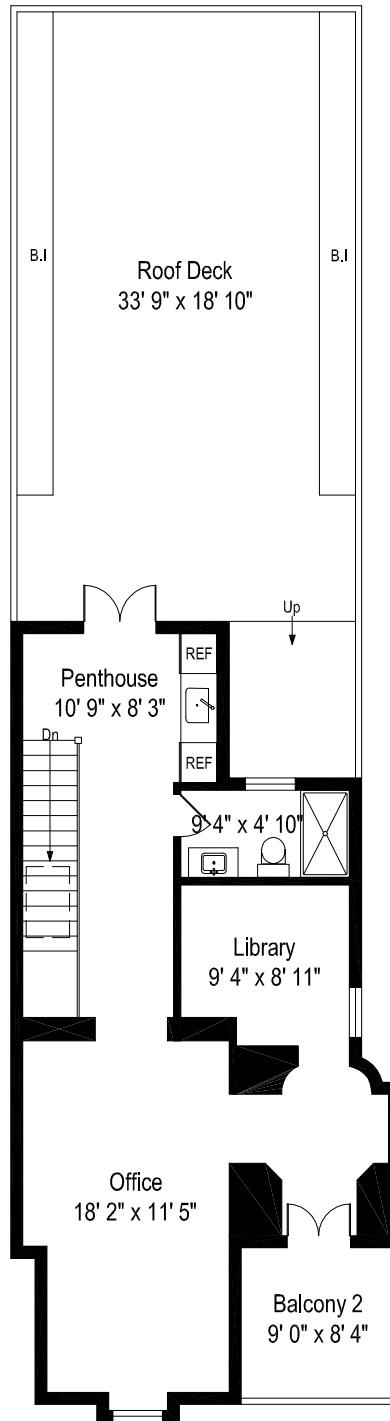 B.I
B.I
Roof Deck
33' 9" x 18' 10"
Up
REF
Penthouse
10' 9" x 8' 3"
Dn
REF
9' 4" x 4' 10"
Library
9' 4" x 8' 11"
Office
18' 2" x 11' 5"
Balcony 2
9' 0" x 8' 4"